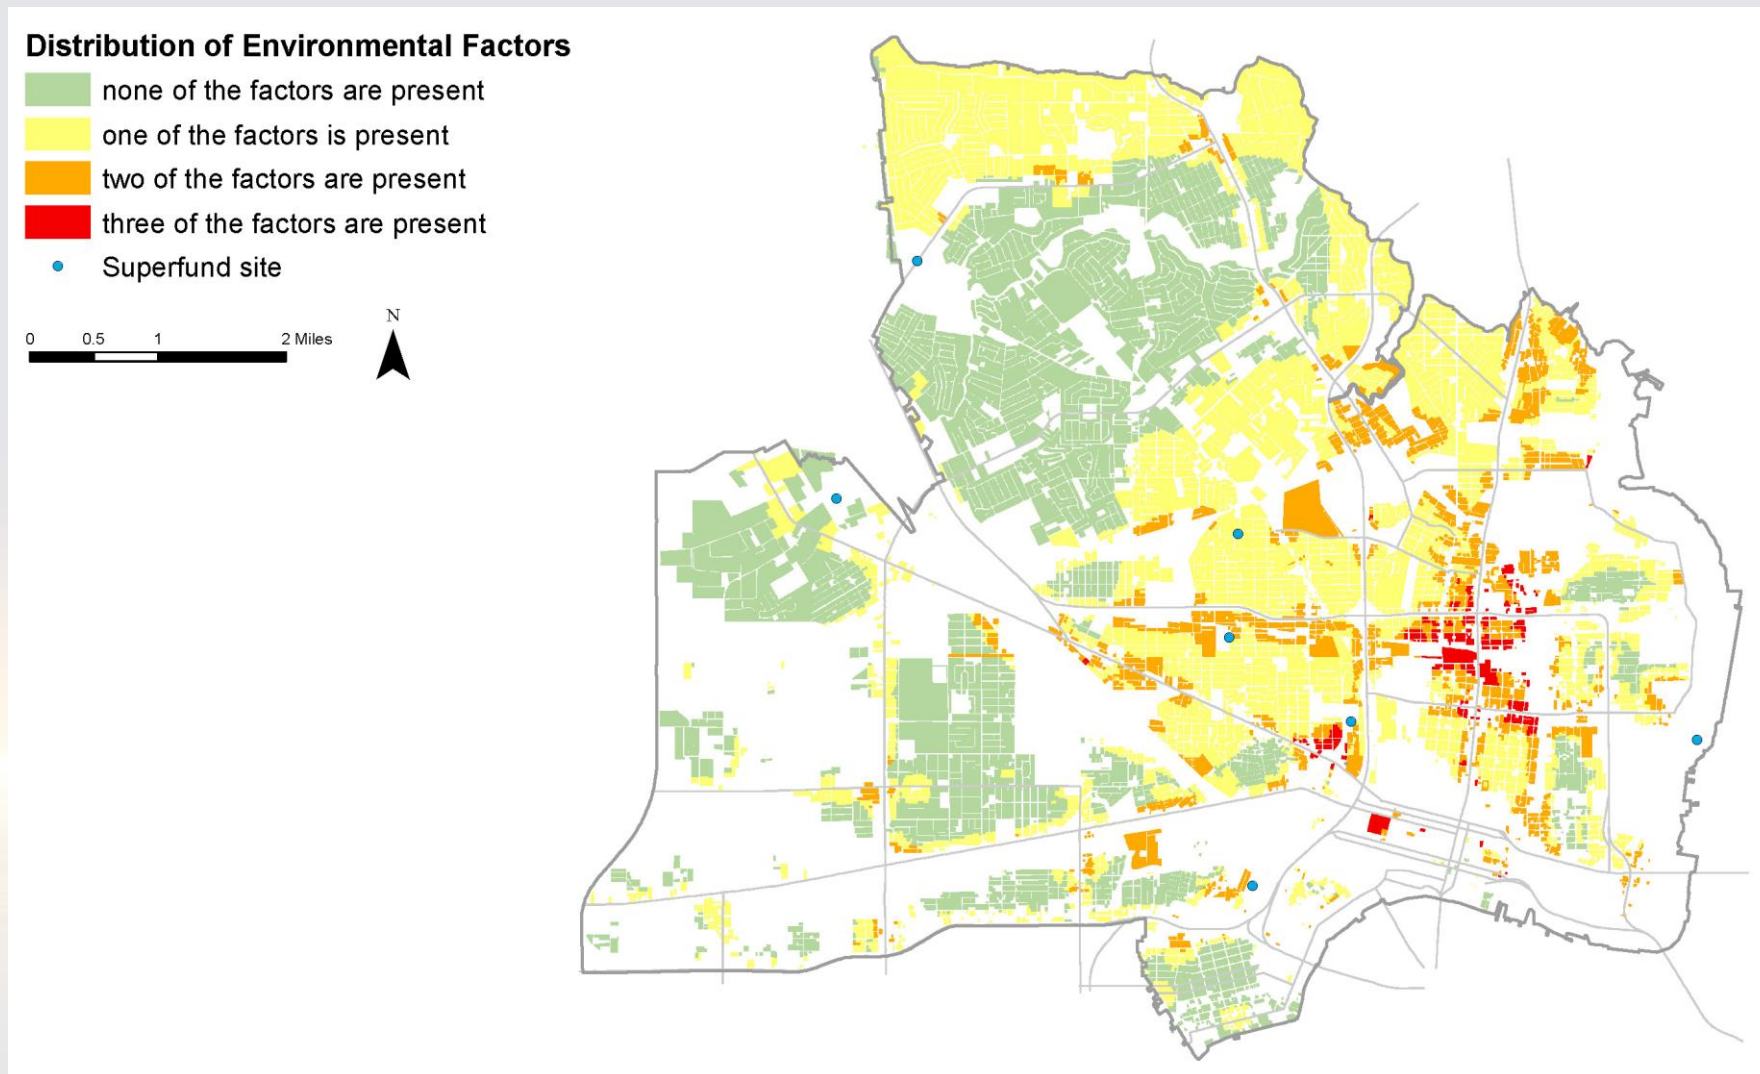 Distribution of Environmental Factors
none of the factors are present
one of the factors is present
two of the factors are present
three of the factors are present
Superfund site
N
0 0.5 1 2 Miles